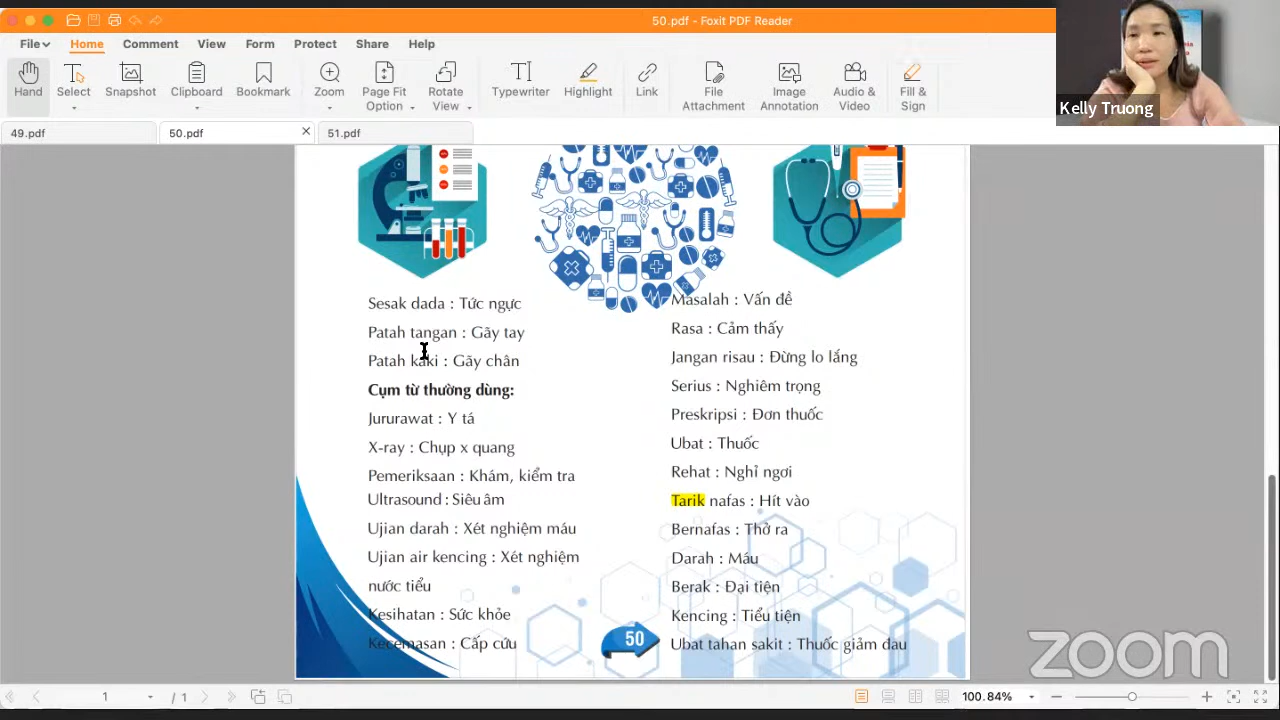 50.pdf - Foxit PDF Reader
File
Home
Comment
View
Form
Protect
Share
Help
Hand
Select
Snapshot
Clipboard
Bookmark
Zoom
Page Fit
Option
Rotate
View
Typewriter
Highlight
Link
File
Attachment
Image
Annotation
Audio &
Video
Fill &
Sign
Kelly Truong
49.pdf
50.pdf
51.pdf
Sesak dada : Tức ngực
Patah tangan : Gãy tay
Patah kaki : Gãy chân
Cụm từ thường dùng:
Jururawat : Y tá
X-ray : Chụp x quang
Pemeriksaan : Khám, kiểm tra
Ultrasound : Siêu âm
Ujian darah : Xét nghiệm máu
Ujian air kencing : Xét nghiệm
nước tiểu
Kesihatan : Sức khỏe
Kecemasan : Cấp cứu
Masalah : Vấn đề
Rasa : Cảm thấy
Jangan risau : Đừng lo lắng
Serius : Nghiêm trọng
Preskripsi : Đơn thuốc
Ubat : Thuốc
Rehat : Nghỉ ngơi
Tarik nafas : Hít vào
Bernafas : Thở ra
Darah : Máu
Berak : Đại tiện
Kencing : Tiểu tiện
Ubat tahan sakit : Thuốc giảm đau
50
zoom
1
/ 1
100.84%